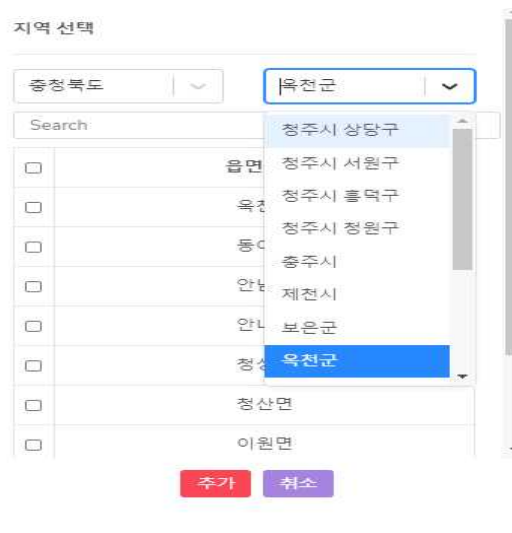 지역 선택
충청북도
옥천군
Search
청주시 상당구
청주시 서원구
청주시 흥덕구
청주시 청원구
충주시
제천시
보은군
옥천군
읍면
청산면
이원면
추가
취소